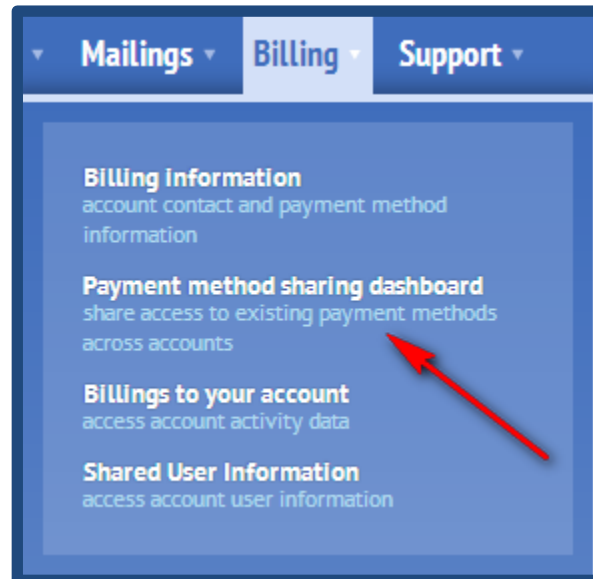 Mailings Billing Support
Billing information
account contact and payment method
information
Payment method sharing dashboard
share access to existing payment methods
across accounts
Billings to your account
access account activity data
Shared User Information
access account user information